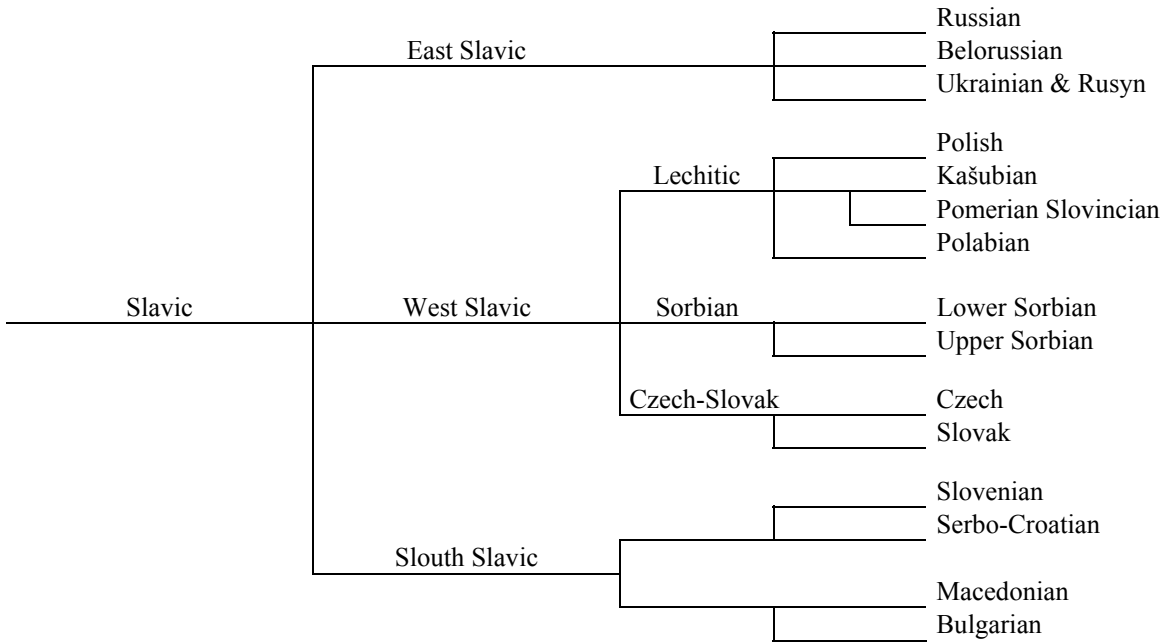 Russian
East Slavic
Belorussian
Ukrainian & Rusyn
Polish
Lechitic
Kašubian
Pomerian Slovincian
Polabian
Slavic
West Slavic
Sorbian
Lower Sorbian
Upper Sorbian
Czech-Slovak
Czech
Slovak
Slovenian
Serbo-Croatian
Slouth Slavic
Macedonian
Bulgarian